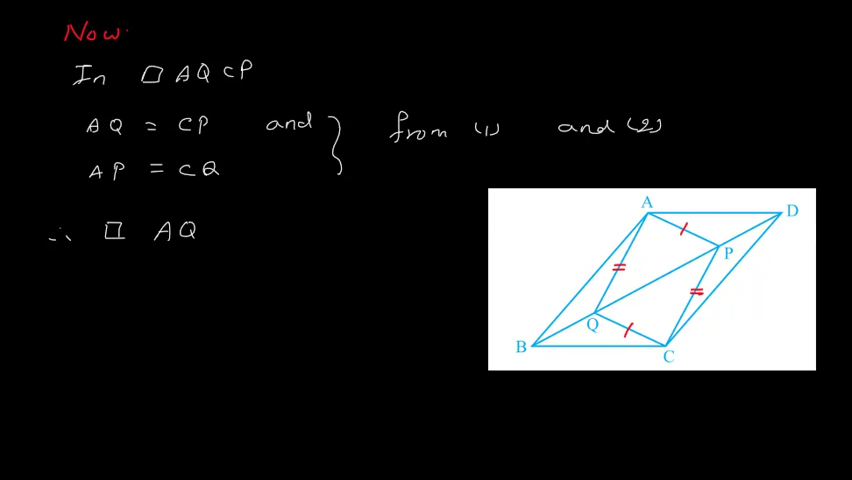 Now.
In □ AQCP
AQ = CP and
AP = CQ
} from (1) and (2)
∴ □ AQ
A
D
P
Q
B
C